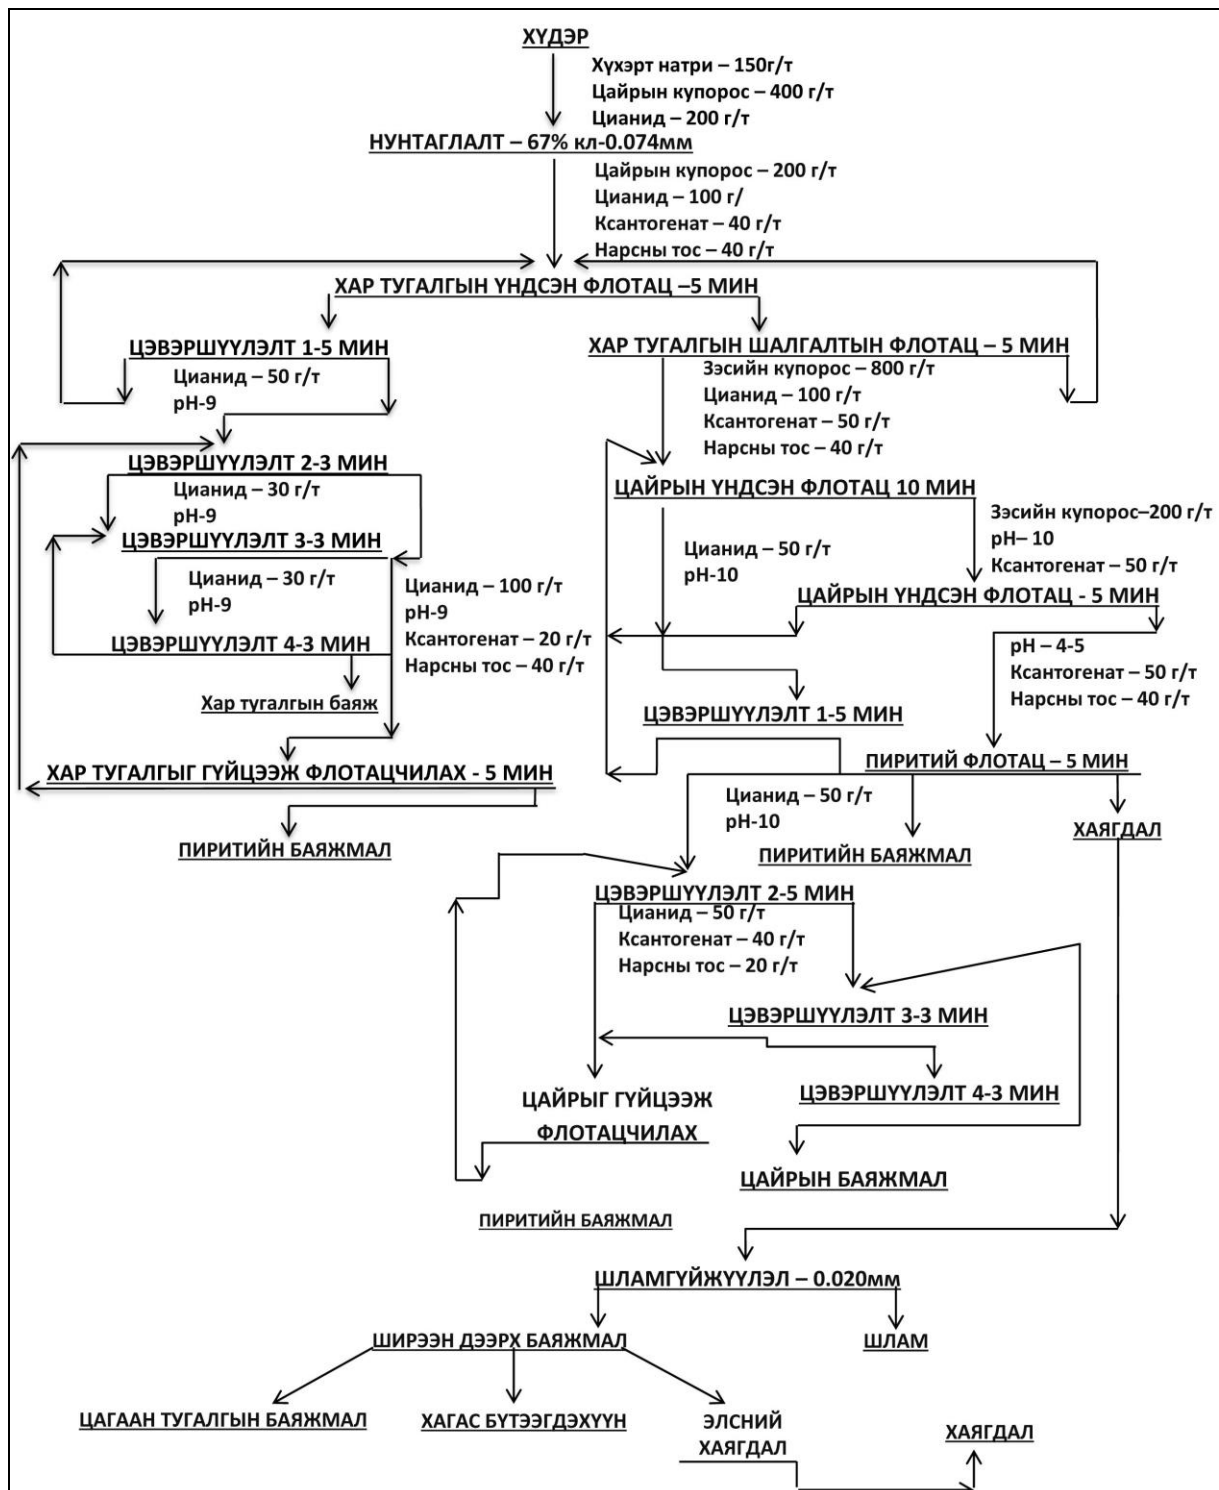 ХҮДЭР
Хүхэрт натри – 150г/т
Цайрын купорос – 400 г/т
Цианид – 200 г/т
НУНТАГЛАЛТ – 67% кл-0.074мм
Цайрын купорос – 200 г/т
Цианид – 100 г/
Ксантогенат – 40 г/т
Нарсны тос – 40 г/т
ХАР ТУГАЛГЫН ҮНДСЭН ФЛОТАЦ –5 МИН
ЦЭВЭРШҮҮЛЭЛТ 1-5 МИН
Цианид – 50 г/т
pH-9
ЦЭВЭРШҮҮЛЭЛТ 2-3 МИН
Цианид – 30 г/т
pH-9
ЦЭВЭРШҮҮЛЭЛТ 3-3 МИН
Цианид – 30 г/т
pH-9
ЦЭВЭРШҮҮЛЭЛТ 4-3 МИН
Хар тугалгын баяж
Цианид – 100 г/т
pH-9
Ксантогенат – 20 г/т
Нарсны тос – 40 г/т
ХАР ТУГАЛГЫГ ГҮЙЦЭЭЖ ФЛОТАЦЧИЛАХ - 5 МИН
ПИРИТИЙН БАЯЖМАЛ
ХАР ТУГАЛГЫН ШАЛГАЛТЫН ФЛОТАЦ – 5 МИН
Зэсийн купорос – 800 г/т
Цианид – 100 г/т
Ксантогенат – 50 г/т
Нарсны тос – 40 г/т
ЦАЙРЫН ҮНДСЭН ФЛОТАЦ 10 МИН
Цианид – 50 г/т
pH-10
Зэсийн купорос–200 г/т
pH– 10
Ксантогенат – 50 г/т
ЦАЙРЫН ҮНДСЭН ФЛОТАЦ - 5 МИН
pH – 4-5
Ксантогенат – 50 г/т
Нарсны тос – 40 г/т
ЦЭВЭРШҮҮЛЭЛТ 1-5 МИН
ПИРИТИЙ ФЛОТАЦ – 5 МИН
Цианид – 50 г/т
pH-10
ПИРИТИЙН БАЯЖМАЛ
ХАЯГДАЛ
ЦЭВЭРШҮҮЛЭЛТ 2-5 МИН
Цианид – 50 г/т
Ксантогенат – 40 г/т
Нарсны тос – 20 г/т
ЦЭВЭРШҮҮЛЭЛТ 3-3 МИН
ЦЭВЭРШҮҮЛЭЛТ 4-3 МИН
ЦАЙРЫГ ГҮЙЦЭЭЖ
ФЛОТАЦЧИЛАХ
ЦАЙРЫН БАЯЖМАЛ
ПИРИТИЙН БАЯЖМАЛ
ШЛАМГҮЙЖҮҮЛЭЛ – 0.020мм
ШИРЭЭН ДЭЭРХ БАЯЖМАЛ
ШЛАМ
ЦАГААН ТУГАЛГЫН БАЯЖМАЛ
ХАГАС БҮТЭЭГДЭХҮҮН
ЭЛСНИЙ
ХАЯГДАЛ
ХАЯГДАЛ